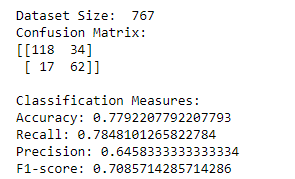 Dataset Size:  767
Confusion Matrix:
[[118  34]
 [ 17  62]]

Classification Measures:
Accuracy: 0.7792207792207793
Recall: 0.7848101265822784
Precision: 0.6458333333333334
F1-score: 0.7085714285714286